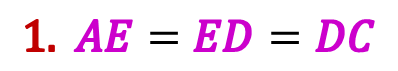 1. AE = ED = DC